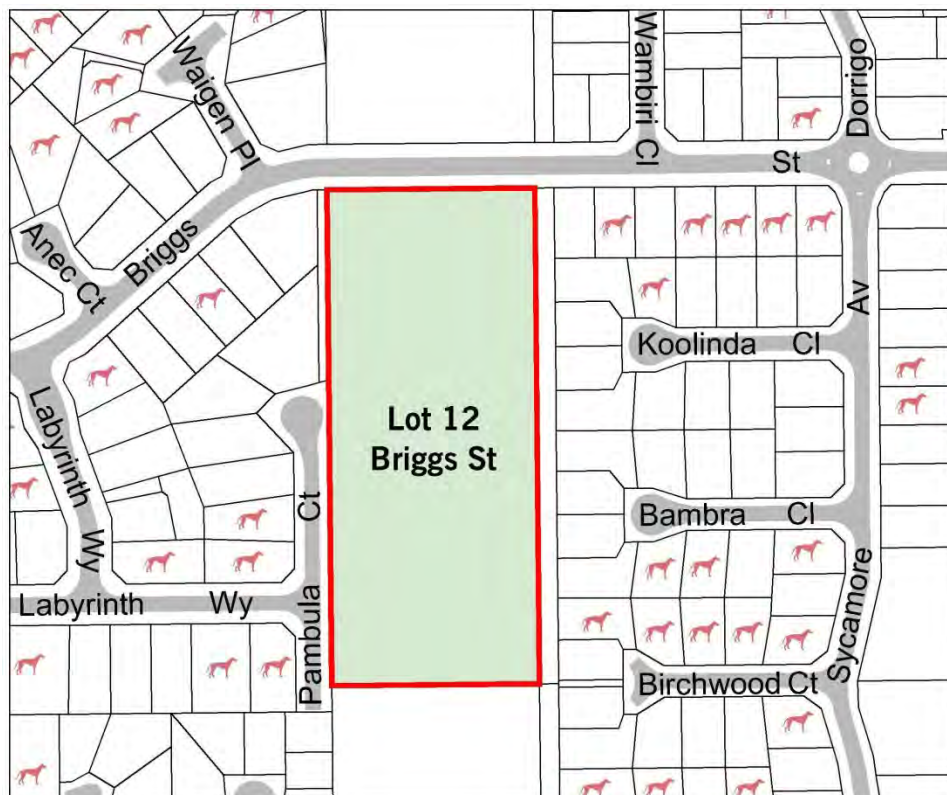 Waigen Pl
Wambiri Cl
Dorrigo
St
Briggs
Anec Ct
Av
Koolinda Cl
Labyrinth Wy
Lot 12
Briggs St
Ct
Bambra Cl
Labyrinth Wy
Pambula
Sycamore
Birchwood Ct